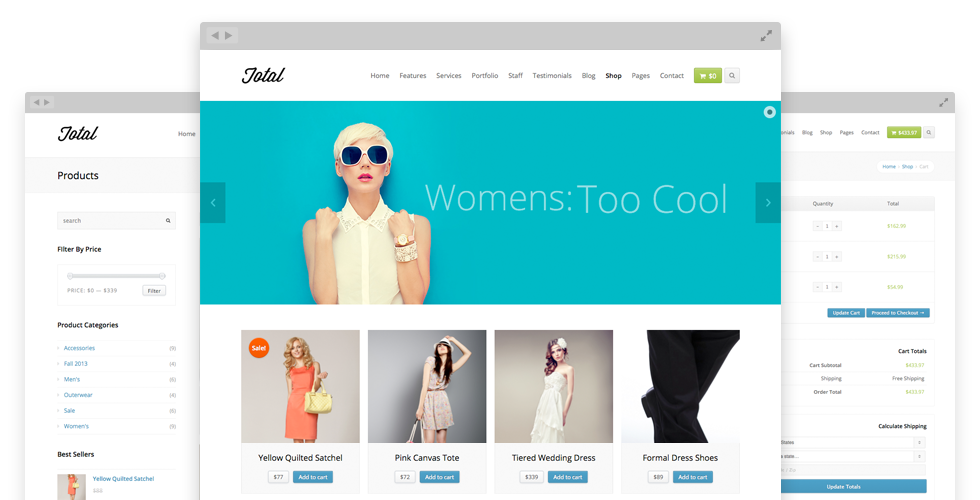 Total
Home Features Services Portfolio Staff Testimonials Blog Shop Pages Contact $0
Womens: Too Cool
Sale!
Yellow Quilted Satchel
$77 Add to cart
Pink Canvas Tote
$72 Add to cart
Tiered Wedding Dress
$339 Add to cart
Formal Dress Shoes
$89 Add to cart
Total
Home
Products
search
Filter By Price
PRICE: $0 — $339 Filter
Product Categories
Accessories (9)
Fall 2013 (4)
Men's (6)
Outerwear (4)
Sale (6)
Women's (9)
Best Sellers
Yellow Quilted Satchel
$88
nials Blog Shop Pages Contact $433.97
Home Shop Cart
Quantity Total
- 1 + $162.99
- 1 + $215.99
- 1 + $54.99
Update Cart Proceed to Checkout →
Cart Totals
Cart Subtotal $433.97
Shipping Free Shipping
Order Total $433.97
Calculate Shipping
States
state...
/ Zip
Update Totals